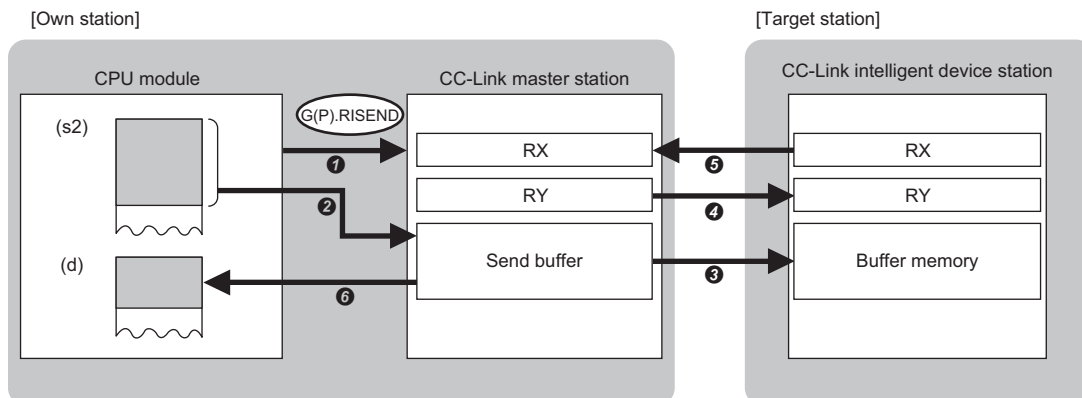 [Own station]
[Target station]
CPU module
CC-Link master station
CC-Link intelligent device station
G(P).RISEND
(s2)
RX
RX
❶
❺
RY
RY
❷
❹
Send buffer
Buffer memory
❸
(d)
❻